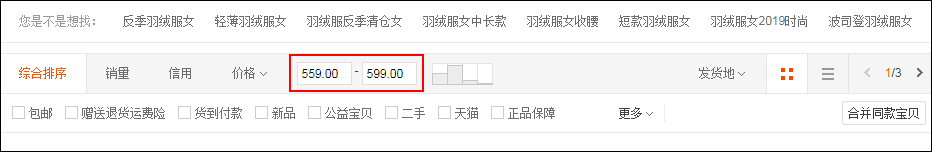 您是不是想找： 反季羽绒服女 轻薄羽绒服女 羽绒服反季清仓女 羽绒服女中长款 羽绒服女收腰 短款羽绒服女 羽绒服女2019时尚 波司登羽绒服女
综合排序 销量 信用 价格 559.00 - 599.00 发货地 1/3
包邮 赠送退货运费险 货到付款 新品 公益宝贝 二手 天猫 正品保障 更多 合并同款宝贝